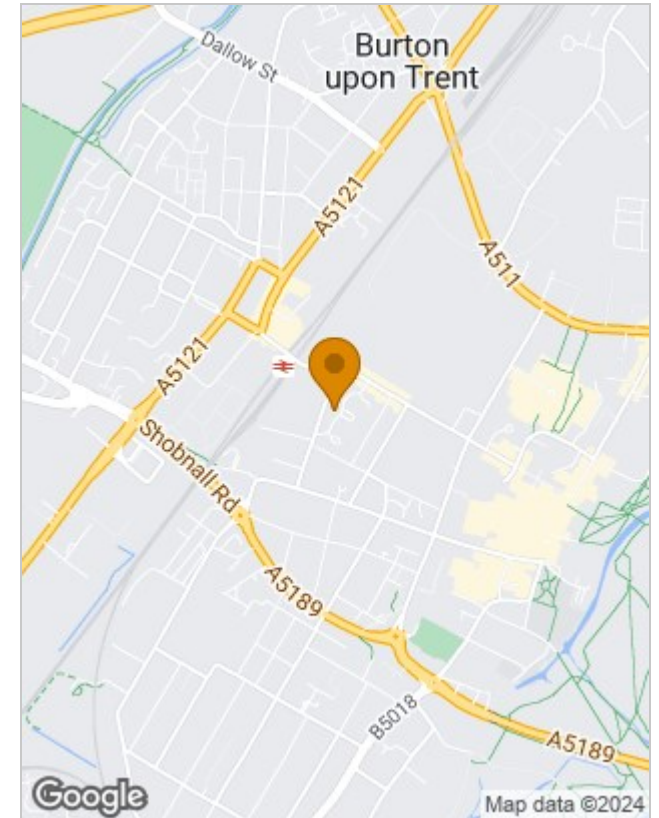 Dallow St
Burton
upon Trent
A5121
A511
A5121
Shobnall Rd
A5189
B5018
A5189
Google
Map data ©2024